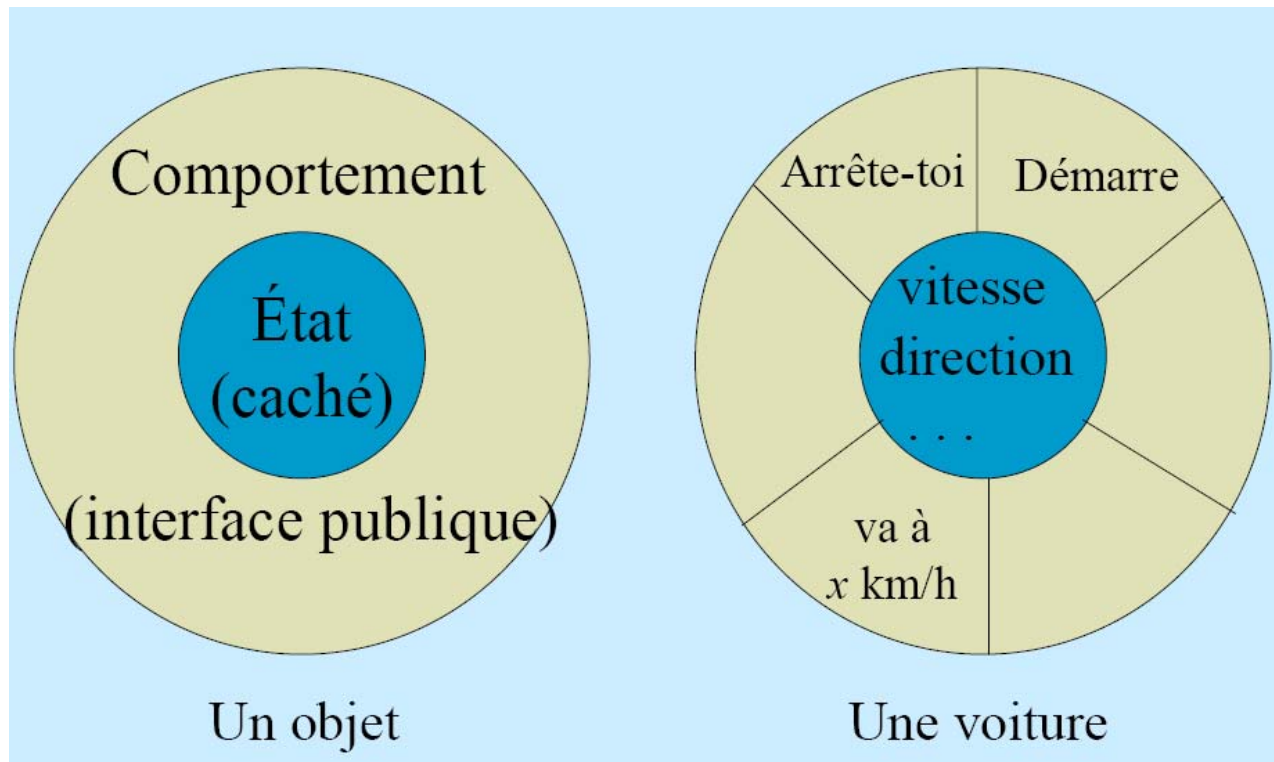 Comportement
État
(caché)
(interface publique)
Un objet
Arrête-toi
Démarre
vitesse
direction
. . .
va à
x km/h
Une voiture